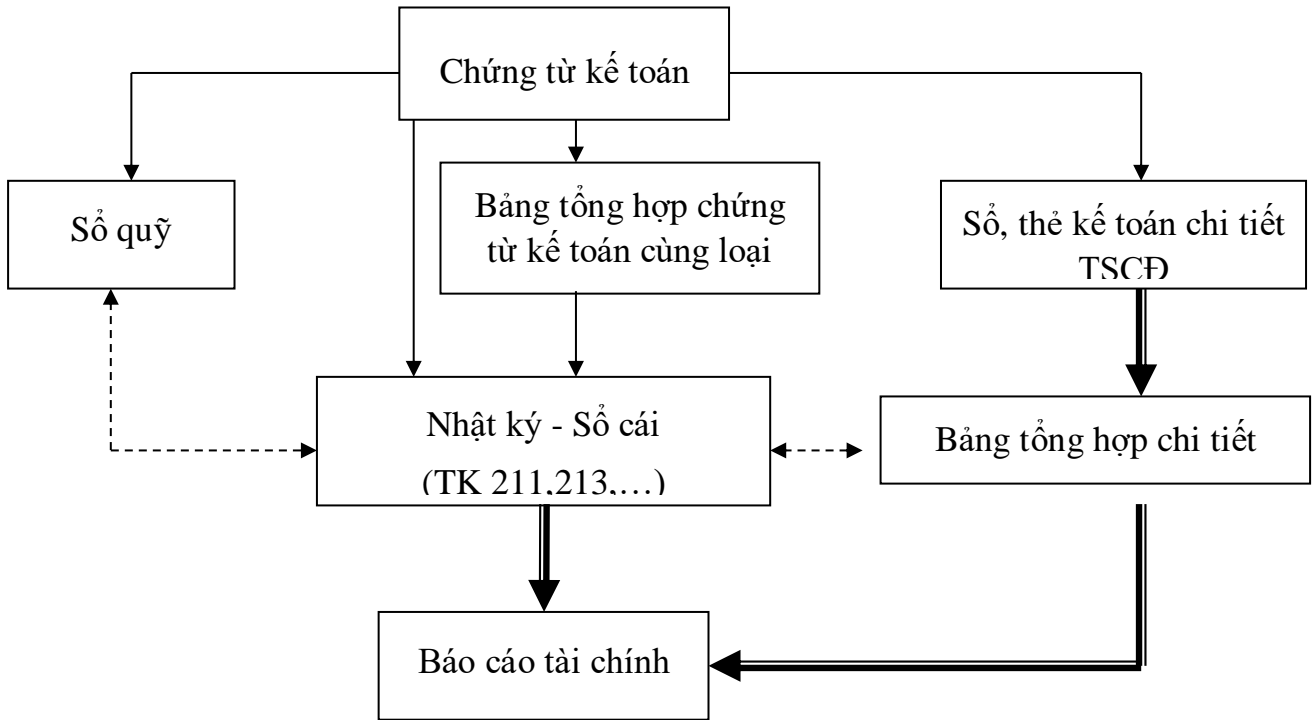 Chứng từ kế toán
Sổ quỹ
Bảng tổng hợp chứng
từ kế toán cùng loại
Sổ, thẻ kế toán chi tiết
TSCĐ
Nhật ký - Sổ cái
(TK 211,213,…)
Bảng tổng hợp chi tiết
Báo cáo tài chính